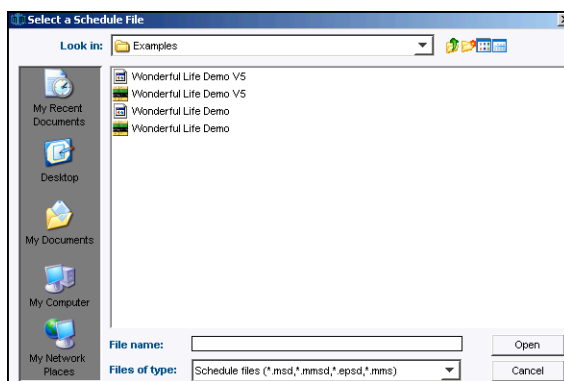 Select a Schedule File
Look in: Examples
Wonderful Life Demo V5
Wonderful Life Demo V5
Wonderful Life Demo
Wonderful Life Demo
My Recent
Documents
Desktop
My Documents
My Computer
My Network
Places
File name:
Open
Files of type: Schedule files (*.msd,*.mmsd,*.epsd,*.mms)
Cancel